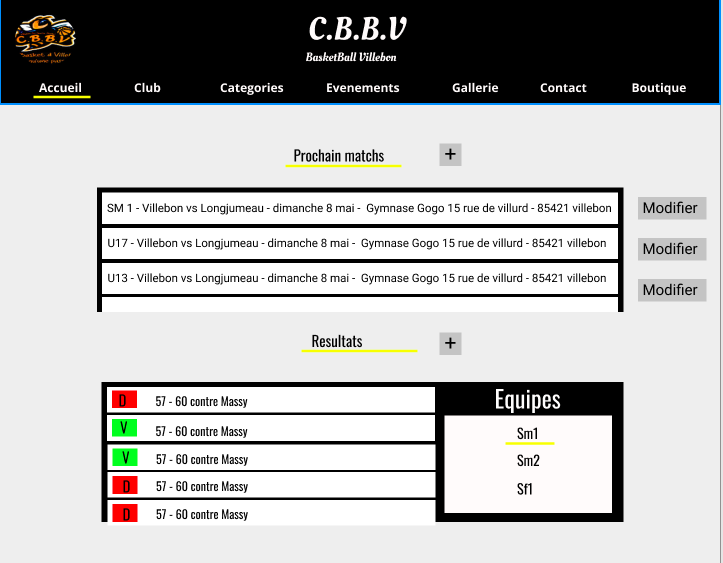 C.B.B.V
BasketBall Villebon
C.B.B.V
Accueil Club Categories Evenements Gallerie Contact Boutique
Prochain matchs +
SM 1 - Villebon vs Longjumeau - dimanche 8 mai - Gymnase Gogo 15 rue de villurd - 85421 villebon Modifier
U17 - Villebon vs Longjumeau - dimanche 8 mai - Gymnase Gogo 15 rue de villurd - 85421 villebon Modifier
U13 - Villebon vs Longjumeau - dimanche 8 mai - Gymnase Gogo 15 rue de villurd - 85421 villebon Modifier
Resultats +
D 57 - 60 contre Massy
V 57 - 60 contre Massy
V 57 - 60 contre Massy
D 57 - 60 contre Massy
D 57 - 60 contre Massy
Equipes
Sm1
Sm2
Sf1